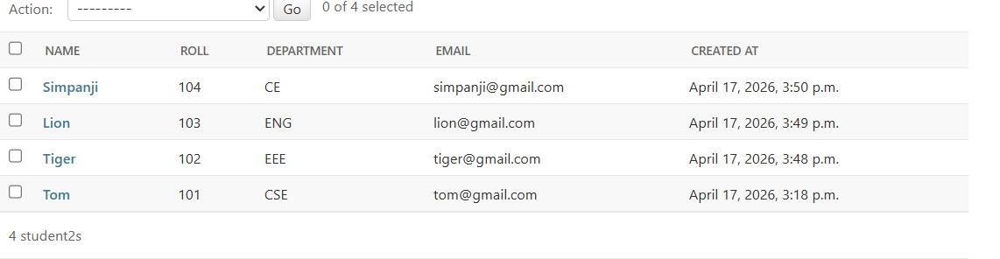 Action: --------- Go 0 of 4 selected
NAME ROLL DEPARTMENT EMAIL CREATED AT
Simpanji 104 CE simpanji@gmail.com April 17, 2026, 3:50 p.m.
Lion 103 ENG lion@gmail.com April 17, 2026, 3:49 p.m.
Tiger 102 EEE tiger@gmail.com April 17, 2026, 3:48 p.m.
Tom 101 CSE tom@gmail.com April 17, 2026, 3:18 p.m.
4 student2s